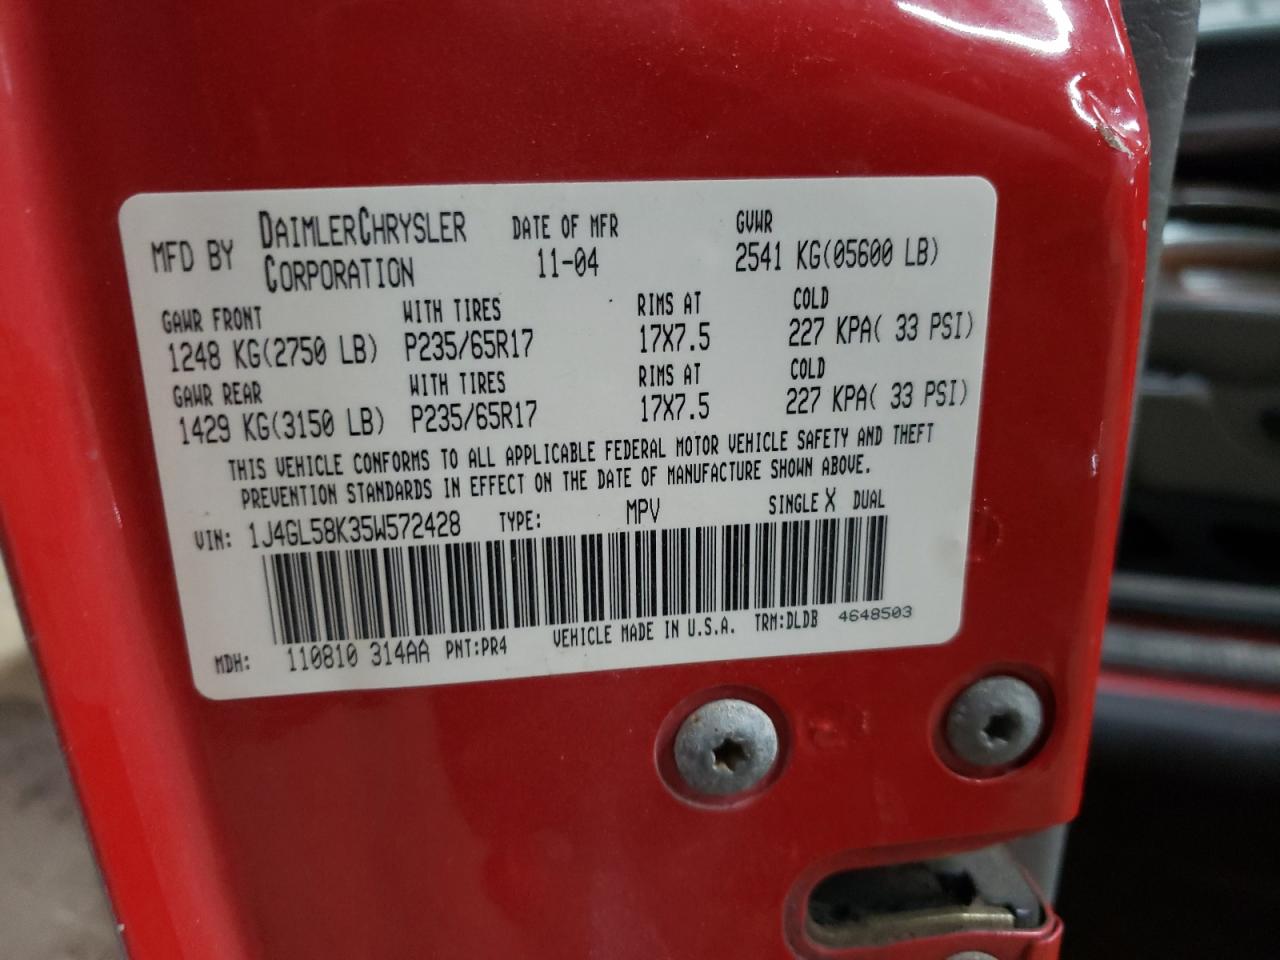 MFD BY DAIMLERCHRYSLER CORPORATION DATE OF MFR 11-04 GVWR 2541 KG(05600 LB)
GAWR FRONT WITH TIRES RIMS AT COLD
1248 KG(2750 LB) P235/65R17 17X7.5 227 KPA( 33 PSI)
GAWR REAR WITH TIRES RIMS AT COLD
1429 KG(3150 LB) P235/65R17 17X7.5 227 KPA( 33 PSI)
THIS VEHICLE CONFORMS TO ALL APPLICABLE FEDERAL MOTOR VEHICLE SAFETY AND THEFT
PREVENTION STANDARDS IN EFFECT ON THE DATE OF MANUFACTURE SHOWN ABOVE.
VIN: 1J4GL58K35W572428 TYPE: MPV SINGLE X DUAL
MDH: 110810 314AA PNT:PR4 VEHICLE MADE IN U.S.A. TRM:DLDB 4648503